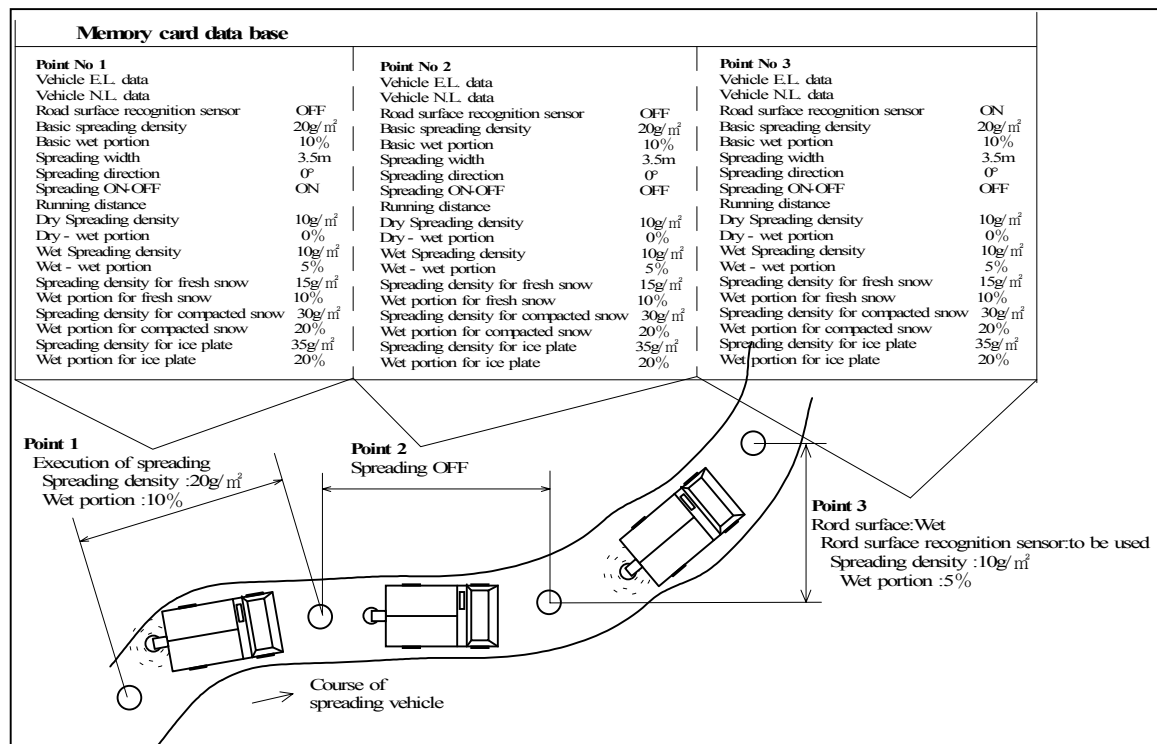 Memory card data base
Point No 1
Vehicle E.L. data
Vehicle N.L. data
Road surface recognition sensor OFF
Basic spreading density 20g/㎡
Basic wet portion 10%
Spreading width 3.5m
Spreading direction 0°
Spreading ON-OFF ON
Running distance
Dry Spreading density 10g/㎡
Dry - wet portion 0%
Wet Spreading density 10g/㎡
Wet - wet portion 5%
Spreading density for fresh snow 15g/㎡
Wet portion for fresh snow 10%
Spreading density for compacted snow 30g/㎡
Wet portion for compacted snow 20%
Spreading density for ice plate 35g/㎡
Wet portion for ice plate 20%
Point No 2
Vehicle E.L. data
Vehicle N.L. data
Road surface recognition sensor OFF
Basic spreading density 20g/㎡
Basic wet portion 10%
Spreading width 3.5m
Spreading direction 0°
Spreading ON-OFF OFF
Running distance
Dry Spreading density 10g/㎡
Dry - wet portion 0%
Wet Spreading density 10g/㎡
Wet - wet portion 5%
Spreading density for fresh snow 15g/㎡
Wet portion for fresh snow 10%
Spreading density for compacted snow 30g/㎡
Wet portion for compacted snow 20%
Spreading density for ice plate 35g/㎡
Wet portion for ice plate 20%
Point No 3
Vehicle E.L. data
Vehicle N.L. data
Road surface recognition sensor ON
Basic spreading density 20g/㎡
Basic wet portion 10%
Spreading width 3.5m
Spreading direction 0°
Spreading ON-OFF OFF
Running distance
Dry Spreading density 10g/㎡
Dry - wet portion 0%
Wet Spreading density 10g/㎡
Wet - wet portion 5%
Spreading density for fresh snow 15g/㎡
Wet portion for fresh snow 10%
Spreading density for compacted snow 30g/㎡
Wet portion for compacted snow 20%
Spreading density for ice plate 35g/㎡
Wet portion for ice plate 20%
Point 1
Execution of spreading
Spreading density :20g/㎡
Wet portion :10%
Point 2
Spreading OFF
Point 3
Rord surface:Wet
Rord surface recognition sensor:to be used
Spreading density :10g/㎡
Wet portion :5%
Course of
spreading vehicle